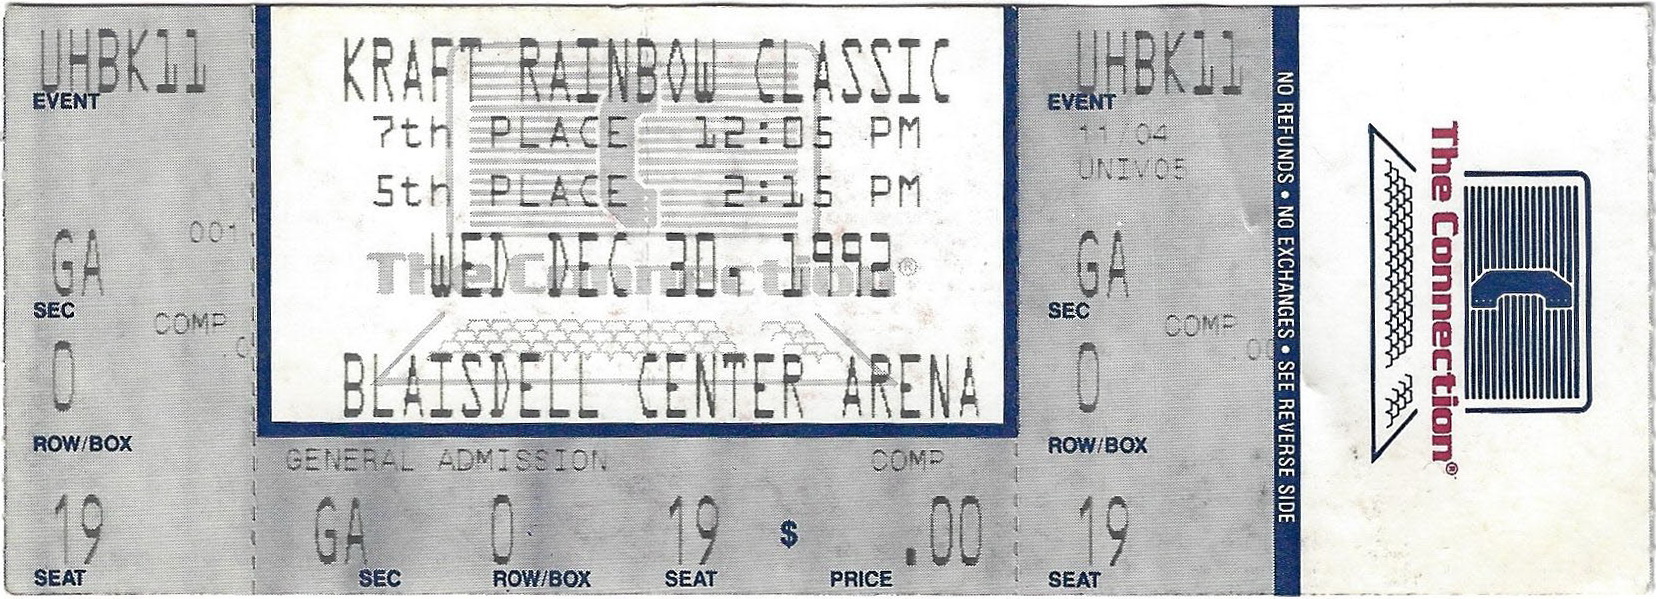 UHBK11
EVENT
001
GA
SEC
COMP
0
ROW/BOX
19
SEAT
KRAFT RAINBOW CLASSIC
7th PLACE 12:05 PM
5th PLACE 2:15 PM
WED DEC 30, 1992
The Connection®
BLAISDELL CENTER ARENA
GENERAL ADMISSION COMP
GA 0 19 $ .00
SEC ROW/BOX SEAT PRICE
UHBK11
EVENT
11/04
UNIV05
GA
SEC
COMP
.00
0
ROW/BOX
19
SEAT
NO REFUNDS • NO EXCHANGES • SEE REVERSE SIDE
The Connection®